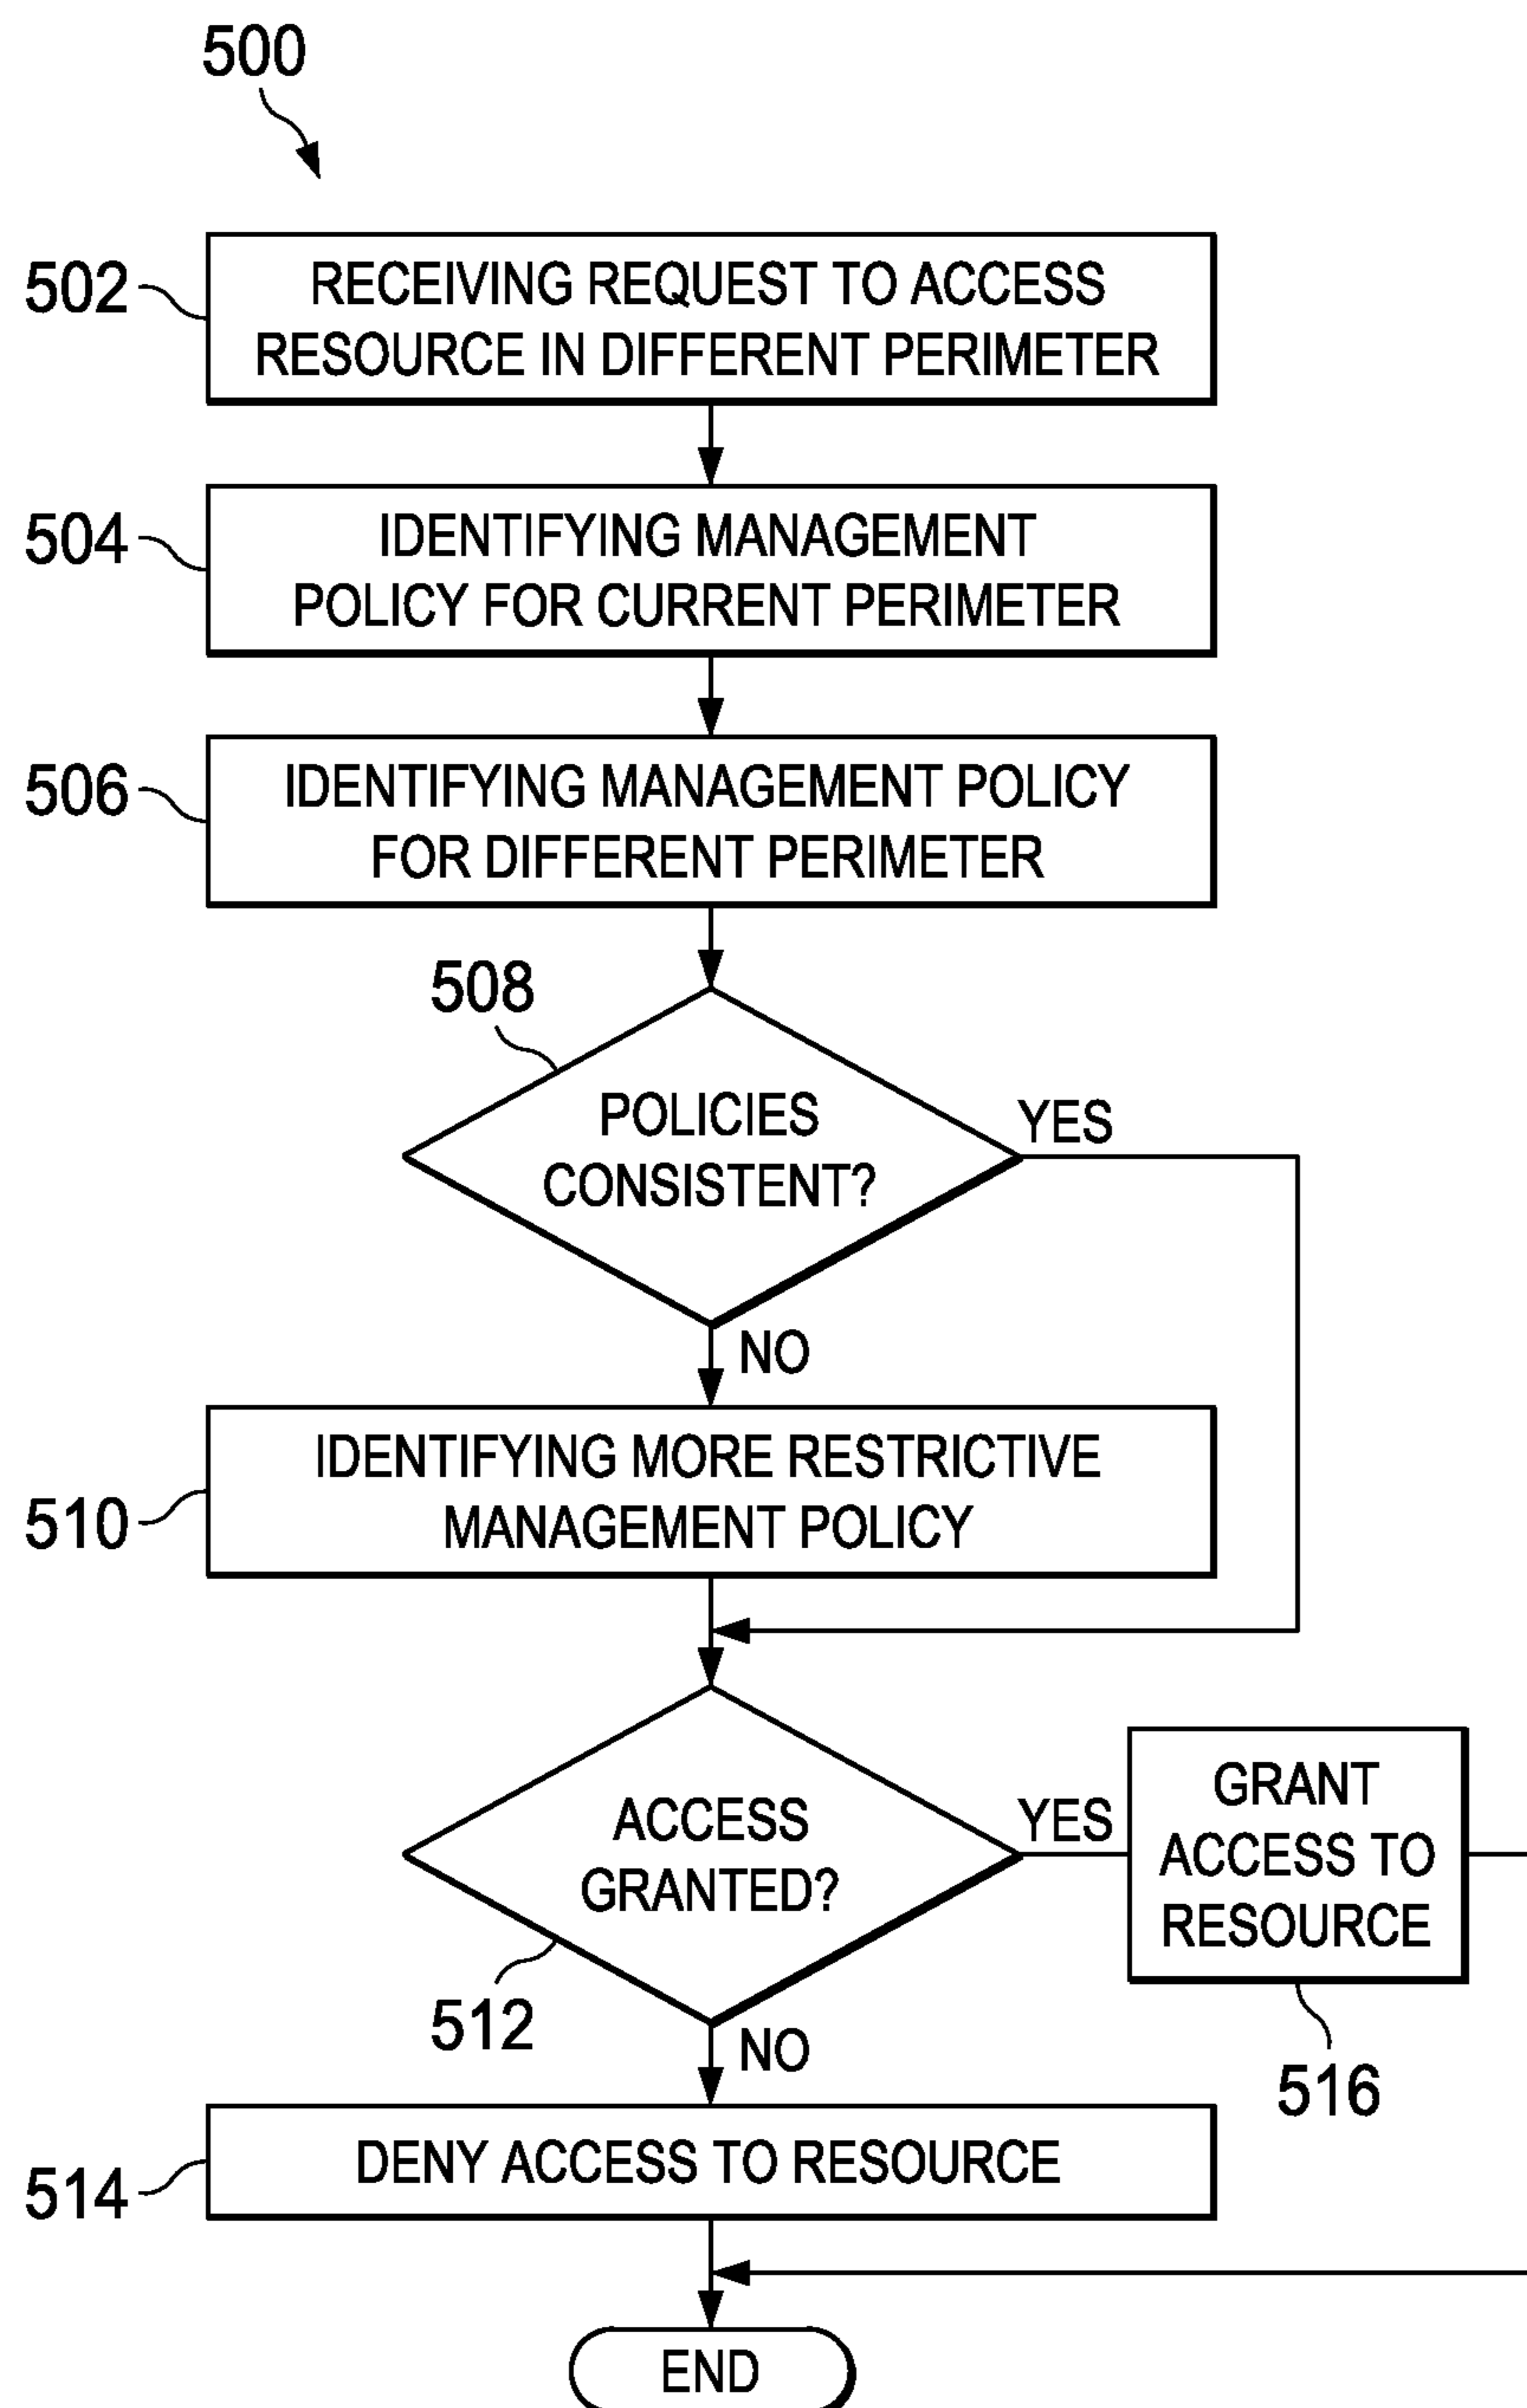 500
502
RECEIVING REQUEST TO ACCESS
RESOURCE IN DIFFERENT PERIMETER
504
IDENTIFYING MANAGEMENT
POLICY FOR CURRENT PERIMETER
506
IDENTIFYING MANAGEMENT POLICY
FOR DIFFERENT PERIMETER
508
POLICIES
CONSISTENT?
YES
NO
510
IDENTIFYING MORE RESTRICTIVE
MANAGEMENT POLICY
ACCESS
GRANTED?
YES
512
NO
GRANT
ACCESS TO
RESOURCE
516
514
DENY ACCESS TO RESOURCE
END